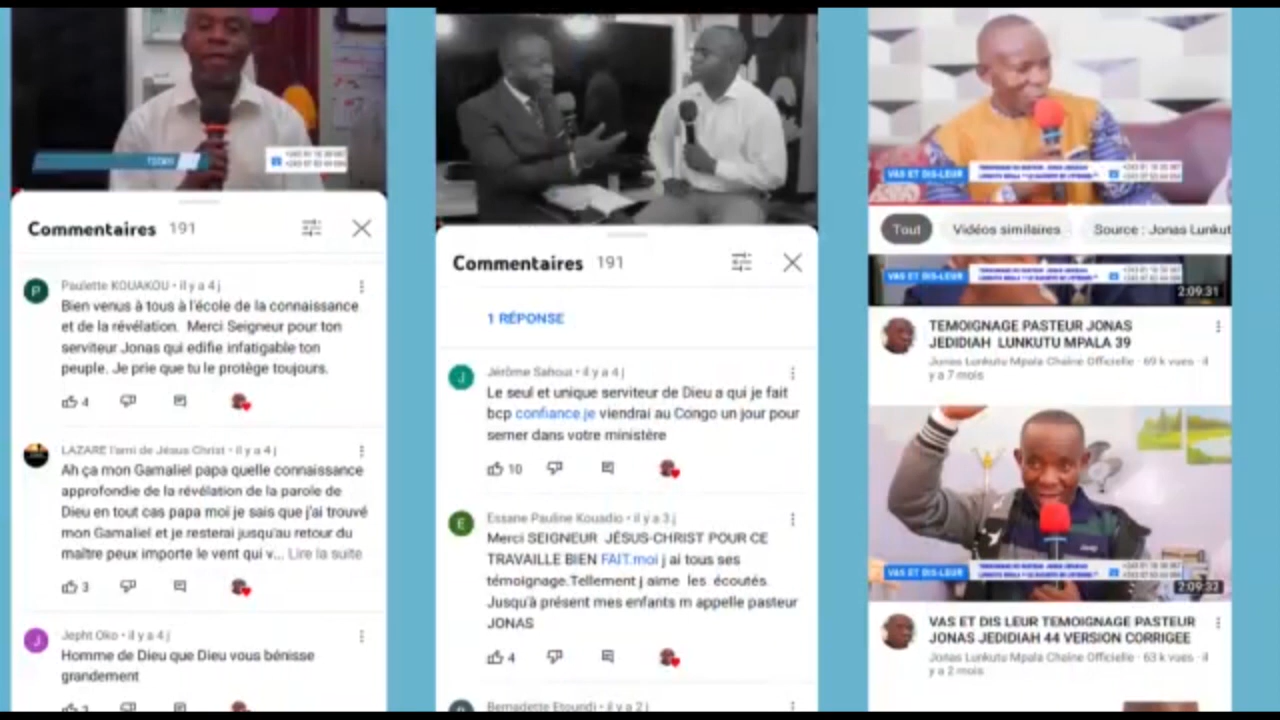 Commentaires 191
Paulette KOUAKOU • il y a 4 j
Bien venus à tous à l'école de la connaissance
et de la révélation. Merci Seigneur pour ton
serviteur Jonas qui edifie infatigable ton
peuple. Je prie que tu le protège toujours.
4
LAZARE l'ami de Jésus Christ • il y a 4 j
Ah ça mon Gamaliel papa quelle connaissance
approfondie de la révélation de la parole de
Dieu en tout cas papa moi je sais que j'ai trouvé
mon Gamaliel et je resterai jusqu'au retour du
maître peux importe le vent qui v... Lire la suite
3
Jepht Oko • il y a 4 j
Homme de Dieu que Dieu vous bénisse
grandement
Commentaires 191
1 RÉPONSE
Jérôme Sahoui • il y a 4 j
Le seul et unique serviteur de Dieu a qui je fait
bcp confiance.je viendrai au Congo un jour pour
semer dans votre ministère
10
Essane Pauline Kouadio • il y a 3 j
Merci SEIGNEUR JÉSUS-CHRIST POUR CE
TRAVAILLE BIEN FAIT.moi j ai tous ses
témoignage.Tellement j aime les écoutés.
Jusqu'à présent mes enfants m appelle pasteur
JONAS
4
Bernadette Etoundi • il y a 2 j
VAS ET DIS-LEUR
Tout
Vidéos similaires
Source : Jonas Lunkut
VAS ET DIS-LEUR
2:09:31
TEMOIGNAGE PASTEUR JONAS
JEDIDIAH LUNKUTU MPALA 39
Jonas Lunkutu Mpala Chaîne Officielle · 69 k vues · il
y a 7 mois
VAS ET DIS-LEUR
2:09:32
VAS ET DIS LEUR TEMOIGNAGE PASTEUR
JONAS JEDIDIAH 44 VERSION CORRIGEE
Jonas Lunkutu Mpala Chaîne Officielle · 63 k vues · il
y a 2 mois